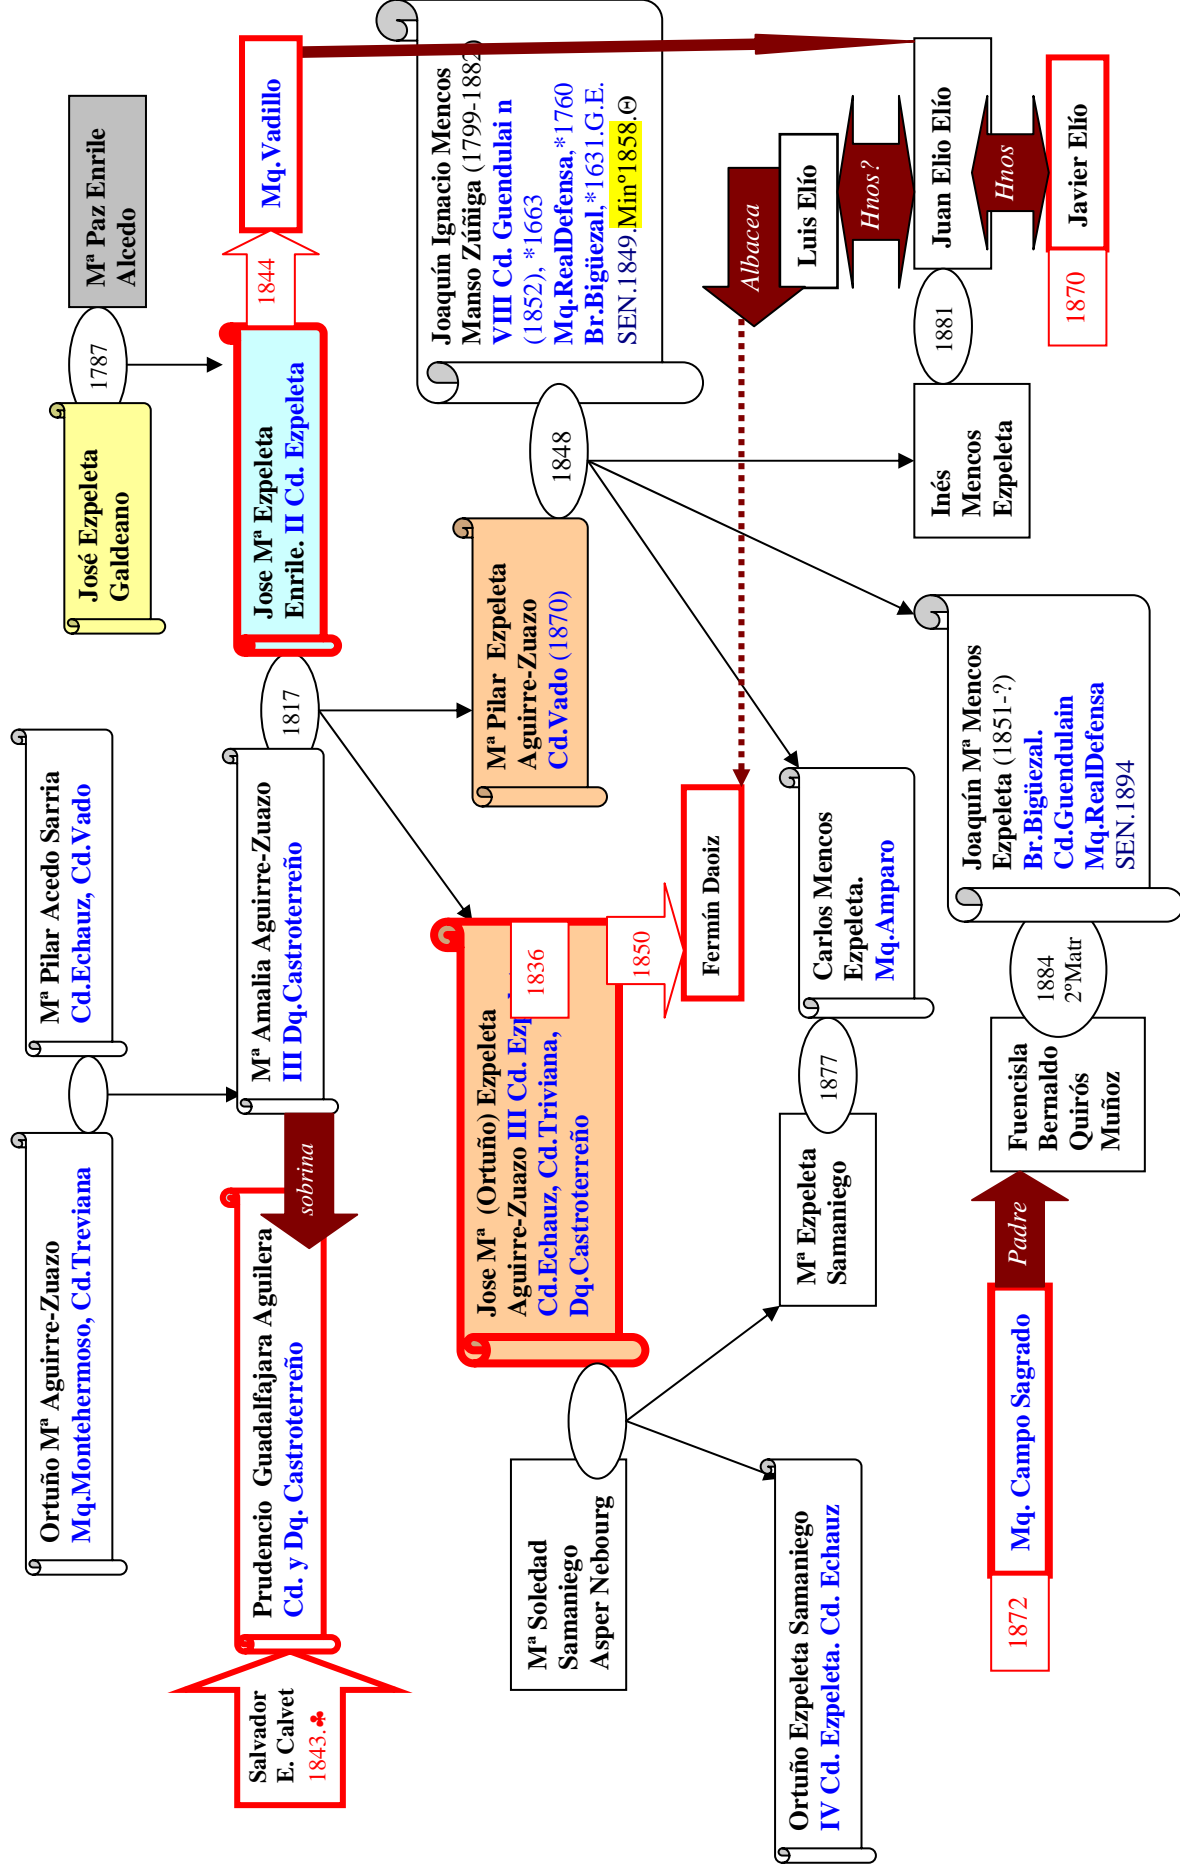 Ortuño Mª Aguirre-Zuazo
Mq.Montehermoso, Cd.Treviana
Mª Pilar Acedo Sarria
Cd.Echauz, Cd.Vado
José Ezpeleta
Galdeano
1787
Mª Paz Enrile
Alcedo
Salvador
E. Calvet
1843.♣
Prudencio Guadalfajara Aguilera
Cd. y Dq. Castroterreño
sobrina
Mª Amalia Aguirre-Zuazo
III Dq.Castroterreño
1817
Jose Mª Ezpeleta
Enrile. II Cd. Ezpeleta
1844
Mq.Vadillo
Mª Soledad
Samaniego
Asper Nebourg
Jose Mª (Ortuño) Ezpeleta
Aguirre-Zuazo III Cd. Ezp
Cd.Echauz, Cd.Triviana,
Dq.Castroterreño
1836
1850
Fermín Daoiz
Mª Pilar Ezpeleta
Aguirre-Zuazo
Cd.Vado (1870)
1848
Joaquín Ignacio Mencos
Manso Zúñiga (1799-1882)
VIII Cd. Guendulai n
(1852), *1663
Mq.RealDefensa,*1760
Br.Bigüezal,*1631.G.E.
SEN.1849.Minº1858.Θ
Albacea
Luis Elío
Hnos?
Juan Elio Elío
Hnos
Javier Elío
1870
1881
Inés
Mencos
Ezpeleta
Ortuño Ezpeleta Samaniego
IV Cd. Ezpeleta. Cd. Echauz
Mª Ezpeleta
Samaniego
1877
Carlos Mencos
Ezpeleta.
Mq.Amparo
1872
Mq. Campo Sagrado
Padre
Fuencisla
Bernaldo
Quirós
Muñoz
1884
2ºMatr
Joaquín Mª Mencos
Ezpeleta (1851-?)
Br.Bigüezal.
Cd.Guendulain
Mq.RealDefensa
SEN.1894